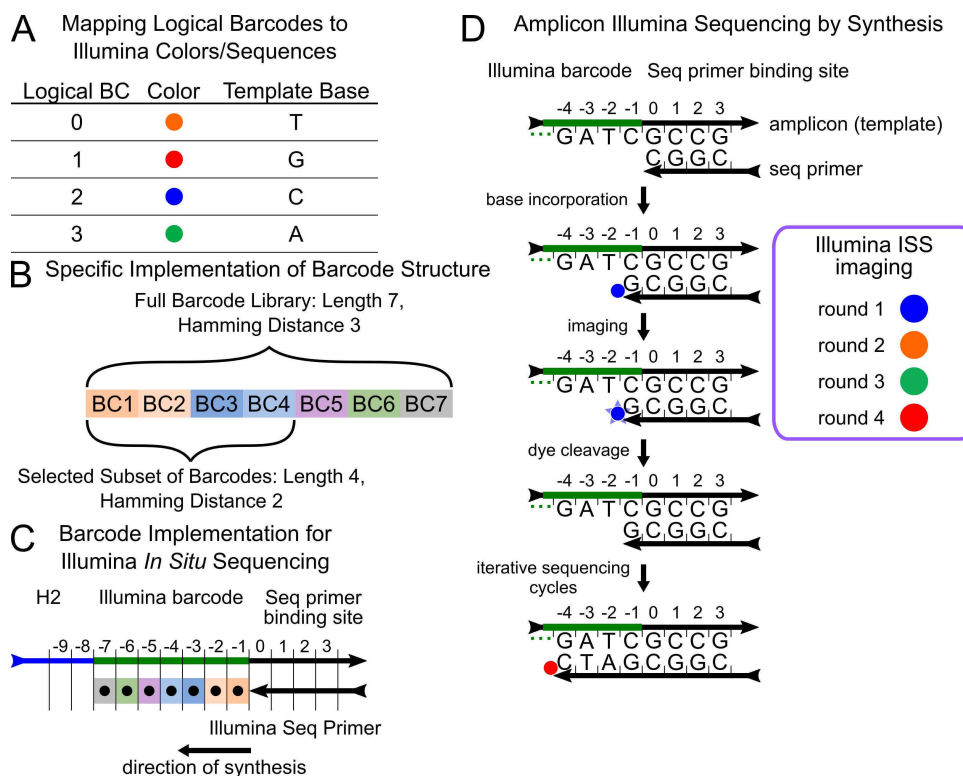 A
Mapping Logical Barcodes to
Illumina Colors/Sequences
Logical BC Color Template Base
0 T
1 G
2 C
3 A
B
Specific Implementation of Barcode Structure
Full Barcode Library: Length 7,
Hamming Distance 3
BC1 BC2 BC3 BC4 BC5 BC6 BC7
Selected Subset of Barcodes: Length 4,
Hamming Distance 2
C
Barcode Implementation for
Illumina In Situ Sequencing
H2 Illumina barcode Seq primer
binding site
-9 -8 -7 -6 -5 -4 -3 -2 -1 0 1 2 3
Illumina Seq Primer
direction of synthesis
D
Amplicon Illumina Sequencing by Synthesis
Illumina barcode Seq primer binding site
-4 -3 -2 -1 0 1 2 3
amplicon (template)
G A T C G C C G
C G G C
seq primer
base incorporation
-4 -3 -2 -1 0 1 2 3
G A T C G C C G
G C G G C
imaging
-4 -3 -2 -1 0 1 2 3
G A T C G C C G
G C G G C
dye cleavage
-4 -3 -2 -1 0 1 2 3
G A T C G C C G
G C G G C
iterative sequencing
cycles
-4 -3 -2 -1 0 1 2 3
G A T C G C C G
C T A G C G G C
Illumina ISS
imaging
round 1
round 2
round 3
round 4